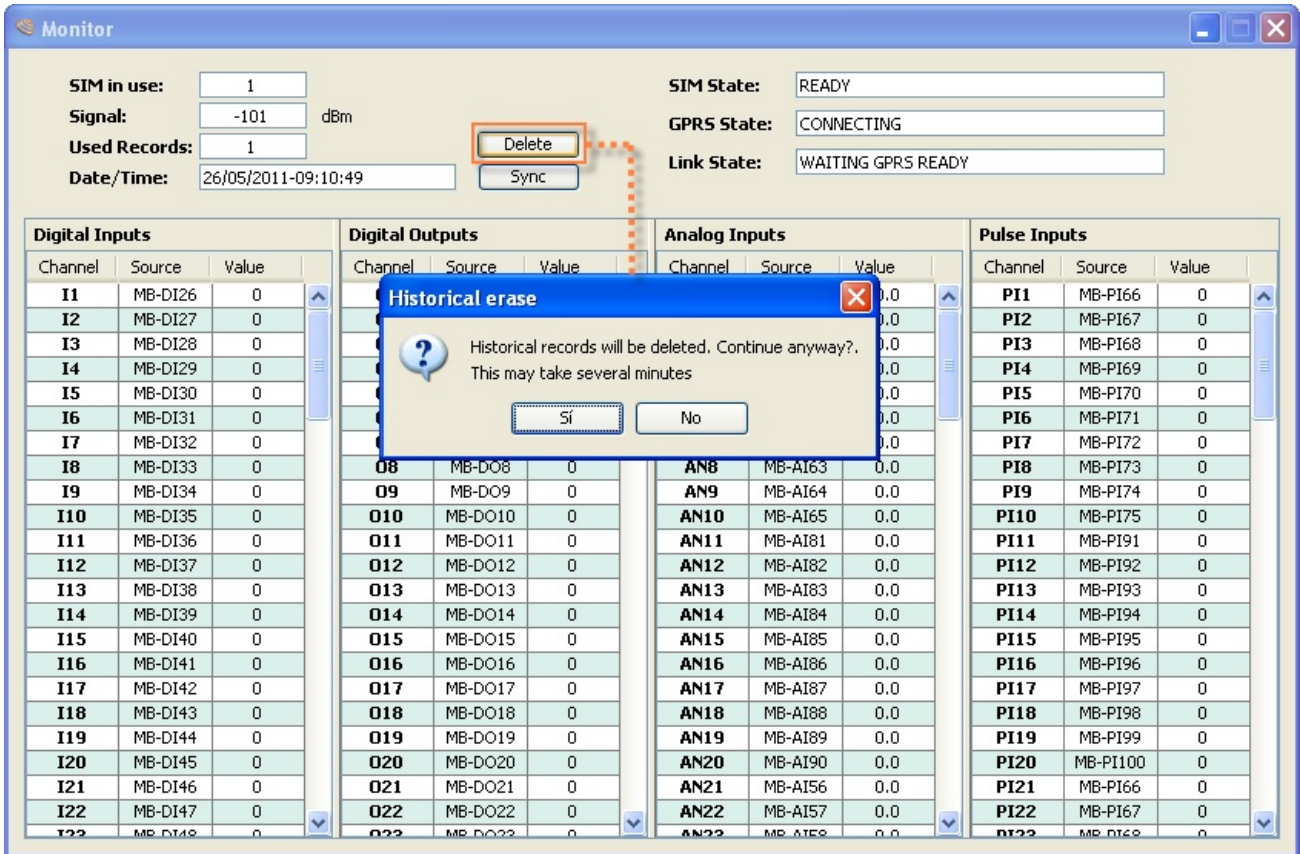 Monitor
SIM in use: 1
Signal: -101 dBm
Used Records: 1
Date/Time: 26/05/2011-09:10:49
Delete
Sync
SIM State: READY
GPRS State: CONNECTING
Link State: WAITING GPRS READY
Digital Inputs
Channel Source Value
I1 MB-DI26 0
I2 MB-DI27 0
I3 MB-DI28 0
I4 MB-DI29 0
I5 MB-DI30 0
I6 MB-DI31 0
I7 MB-DI32 0
I8 MB-DI33 0
I9 MB-DI34 0
I10 MB-DI35 0
I11 MB-DI36 0
I12 MB-DI37 0
I13 MB-DI38 0
I14 MB-DI39 0
I15 MB-DI40 0
I16 MB-DI41 0
I17 MB-DI42 0
I18 MB-DI43 0
I19 MB-DI44 0
I20 MB-DI45 0
I21 MB-DI46 0
I22 MB-DI47 0
I23 MB-DI48 0
Digital Outputs
Channel Source Value
O8 MB-DO8 0
O9 MB-DO9 0
O10 MB-DO10 0
O11 MB-DO11 0
O12 MB-DO12 0
O13 MB-DO13 0
O14 MB-DO14 0
O15 MB-DO15 0
O16 MB-DO16 0
O17 MB-DO17 0
O18 MB-DO18 0
O19 MB-DO19 0
O20 MB-DO20 0
O21 MB-DO21 0
O22 MB-DO22 0
O23 MB-DO23 0
Analog Inputs
Channel Source Value
AN8 MB-AI63 0.0
AN9 MB-AI64 0.0
AN10 MB-AI65 0.0
AN11 MB-AI81 0.0
AN12 MB-AI82 0.0
AN13 MB-AI83 0.0
AN14 MB-AI84 0.0
AN15 MB-AI85 0.0
AN16 MB-AI86 0.0
AN17 MB-AI87 0.0
AN18 MB-AI88 0.0
AN19 MB-AI89 0.0
AN20 MB-AI90 0.0
AN21 MB-AI56 0.0
AN22 MB-AI57 0.0
AN23 MB-AI58 0.0
Pulse Inputs
Channel Source Value
PI1 MB-PI66 0
PI2 MB-PI67 0
PI3 MB-PI68 0
PI4 MB-PI69 0
PI5 MB-PI70 0
PI6 MB-PI71 0
PI7 MB-PI72 0
PI8 MB-PI73 0
PI9 MB-PI74 0
PI10 MB-PI75 0
PI11 MB-PI91 0
PI12 MB-PI92 0
PI13 MB-PI93 0
PI14 MB-PI94 0
PI15 MB-PI95 0
PI16 MB-PI96 0
PI17 MB-PI97 0
PI18 MB-PI98 0
PI19 MB-PI99 0
PI20 MB-PI100 0
PI21 MB-PI66 0
PI22 MB-PI67 0
PI23 MB-PI68 0
Historical erase
Historical records will be deleted. Continue anyway?.
This may take several minutes
Sí
No